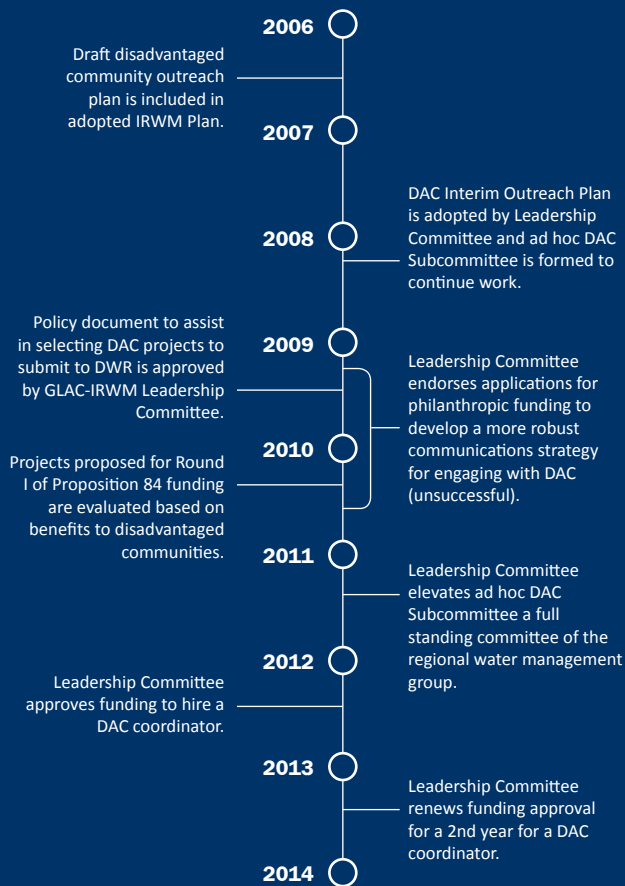 2006
Draft disadvantaged
community outreach
plan is included in
adopted IRWM Plan.
2007
DAC Interim Outreach Plan
is adopted by Leadership
Committee and ad hoc DAC
Subcommittee is formed to
continue work.
2008
Policy document to assist
in selecting DAC projects to
submit to DWR is approved
by GLAC-IRWM Leadership
Committee.
2009
Leadership Committee
endorses applications for
philanthropic funding to
develop a more robust
communications strategy
for engaging with DAC
(unsuccessful).
2010
Projects proposed for Round
I of Proposition 84 funding
are evaluated based on
benefits to disadvantaged
communities.
2011
Leadership Committee
elevates ad hoc DAC
Subcommittee a full
standing committee of the
regional water management
group.
2012
Leadership Committee
approves funding to hire a
DAC coordinator.
2013
Leadership Committee
renews funding approval
for a 2nd year for a DAC
coordinator.
2014